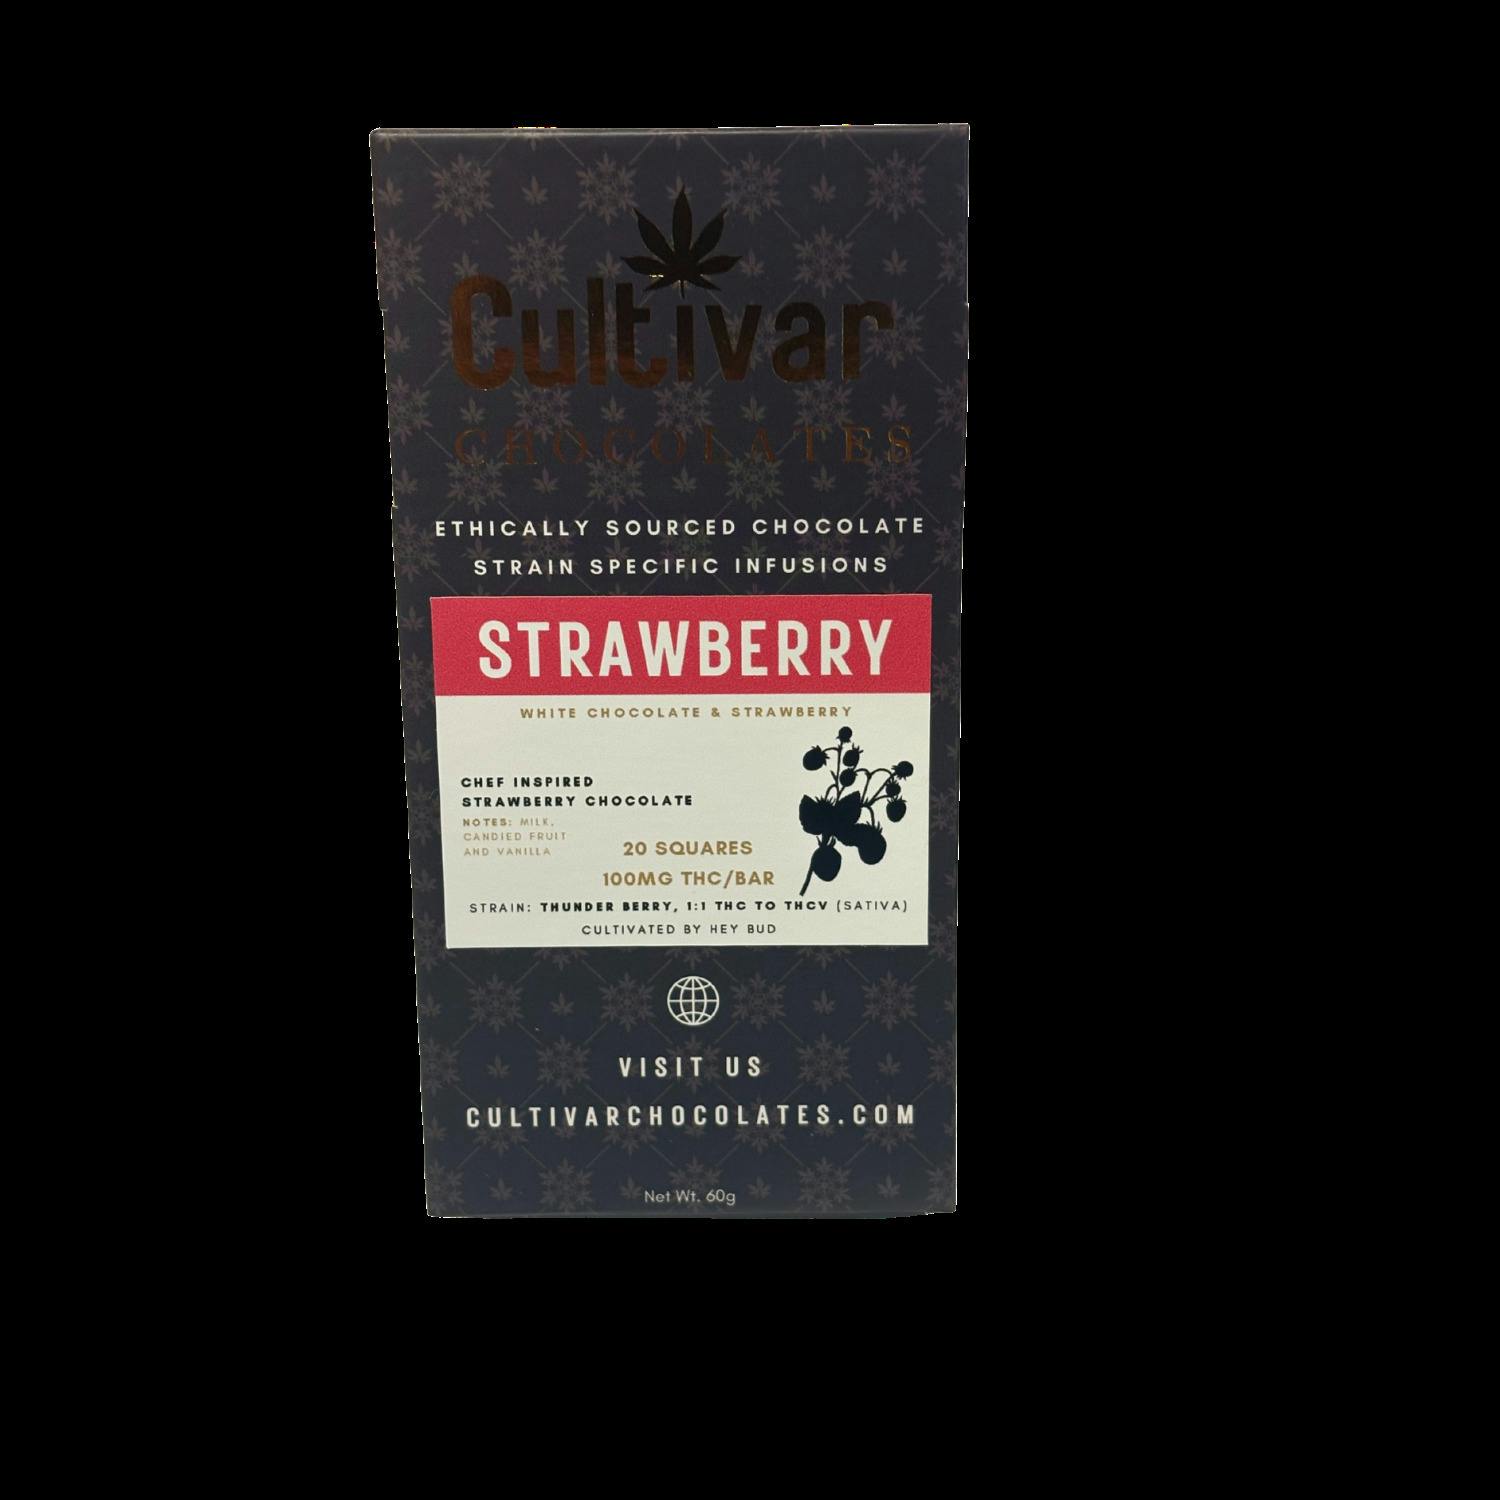 Cultivar
CHOCOLATES
ETHICALLY SOURCED CHOCOLATE
STRAIN SPECIFIC INFUSIONS
STRAWBERRY
WHITE CHOCOLATE & STRAWBERRY
CHEF INSPIRED
STRAWBERRY CHOCOLATE
NOTES: MILK,
CANDIED FRUIT
AND VANILLA
20 SQUARES
100MG THC/BAR
STRAIN: THUNDER BERRY, 1:1 THC TO THCV (SATIVA)
CULTIVATED BY HEY BUD
VISIT US
CULTIVARCHOCOLATES.COM
Net Wt. 60g